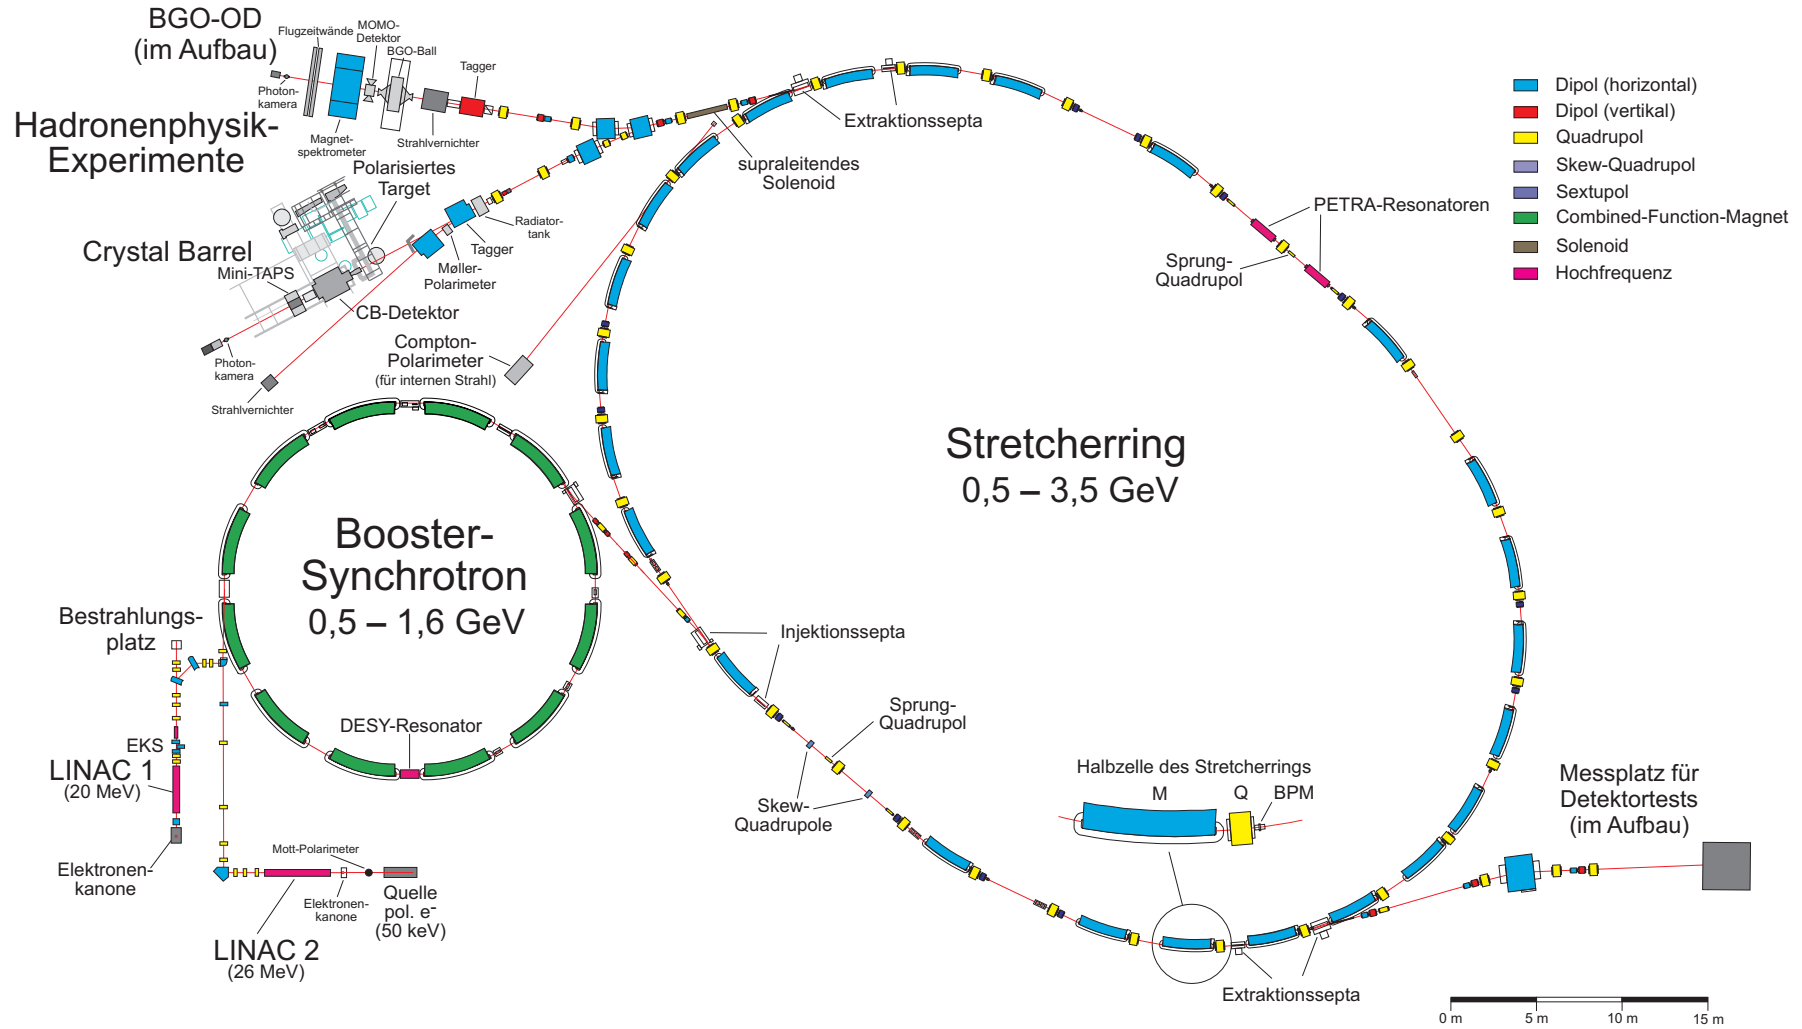 BGO-OD
(im Aufbau)
Flugzeitwände
MOMO-
Detektor
BGO-Ball
Tagger
Photon-
kamera
Magnet-
spektrometer
Strahlvernichter
Hadronenphysik-
Experimente
Polarisiertes
Target
Crystal Barrel
Mini-TAPS
CB-Detektor
Radiator-
tank
Tagger
Møller-
Polarimeter
Photon-
kamera
Strahlvernichter
Compton-
Polarimeter
(für internen Strahl)
supraleitendes
Solenoid
Extraktionssepta
PETRA-Resonatoren
Sprung-
Quadrupol
Dipol (horizontal)
Dipol (vertikal)
Quadrupol
Skew-Quadrupol
Sextupol
Combined-Function-Magnet
Solenoid
Hochfrequenz
Stretcherring
0,5 – 3,5 GeV
Booster-
Synchrotron
0,5 – 1,6 GeV
DESY-Resonator
Injektionssepta
Sprung-
Quadrupol
Skew-
Quadrupole
Bestrahlungs-
platz
EKS
LINAC 1
(20 MeV)
Elektronen-
kanone
Mott-Polarimeter
Elektronen-
kanone
Quelle
pol. e-
(50 keV)
LINAC 2
(26 MeV)
Halbzelle des Stretcherrings
M
Q
BPM
Extraktionssepta
Messplatz für
Detektortests
(im Aufbau)
0 m
5 m
10 m
15 m